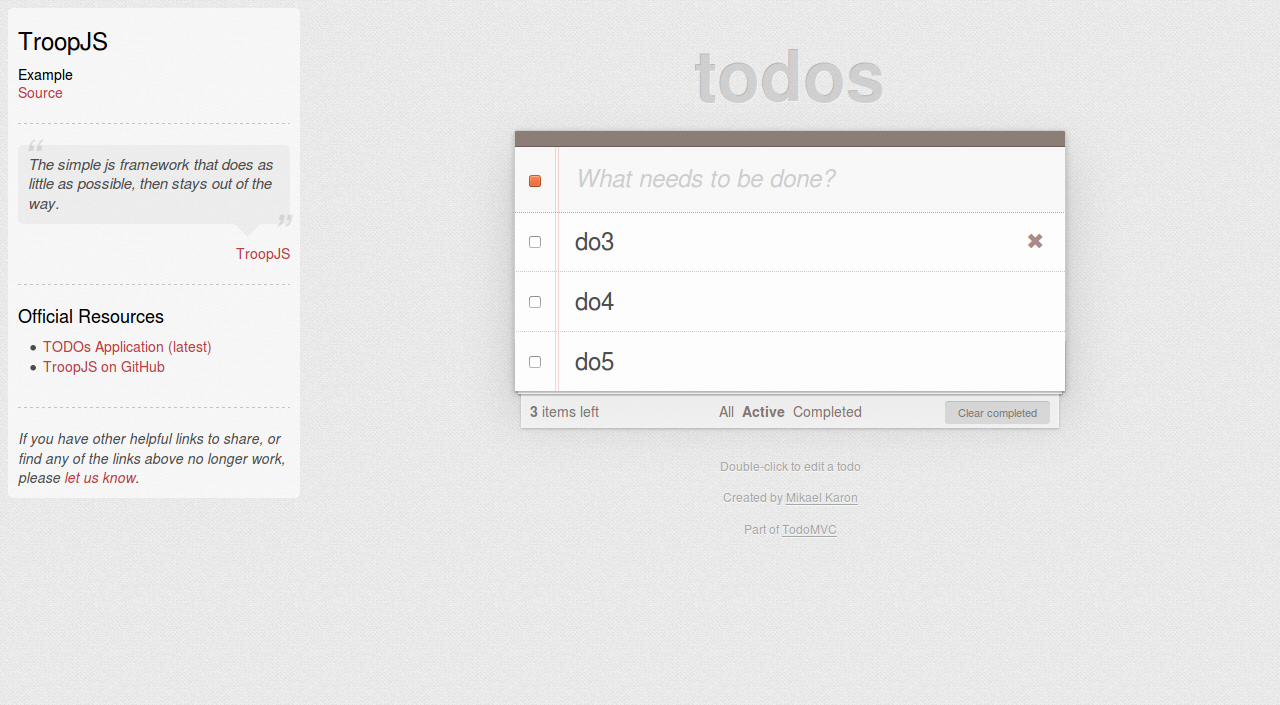 TroopJS
Example
Source
“
The simple js framework that does as
little as possible, then stays out of the
way.
”
TroopJS
Official Resources
• TODOs Application (latest)
• TroopJS on GitHub
If you have other helpful links to share, or
find any of the links above no longer work,
please let us know.
todos
What needs to be done?
do3 ✖
do4
do5
3 items left All Active Completed Clear completed
Double-click to edit a todo
Created by Mikael Karon
Part of TodoMVC